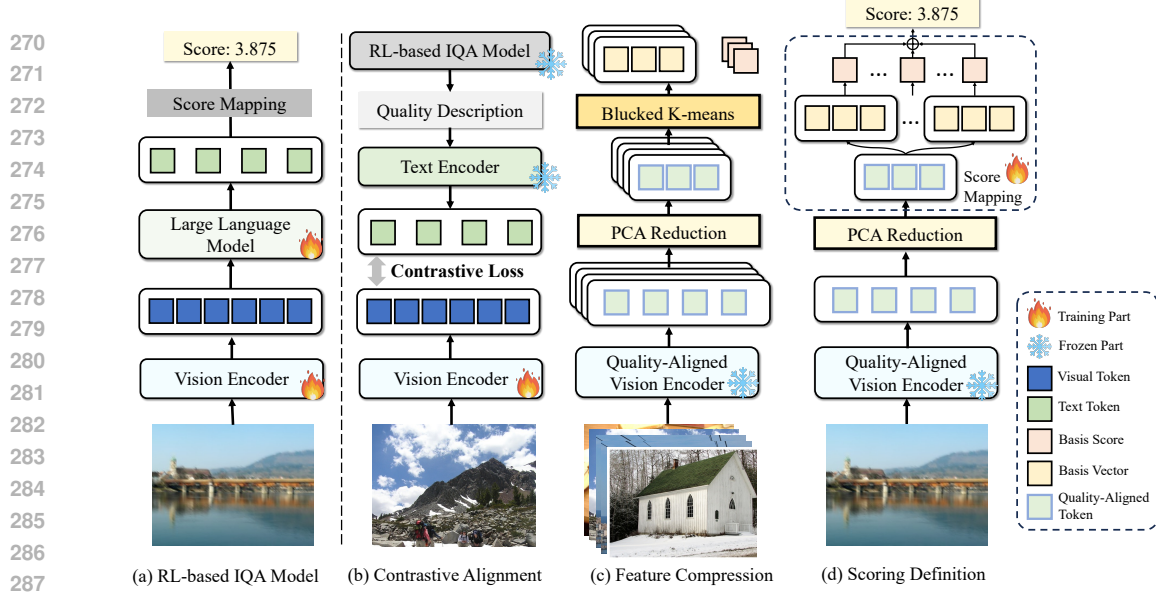 270
271
272
273
274
275
276
277
278
279
280
281
282
283
284
285
286
287
Score: 3.875
Score Mapping
Large Language
Model
Vision Encoder
(a) RL-based IQA Model
RL-based IQA Model
Quality Description
Text Encoder
Contrastive Loss
Vision Encoder
(b) Contrastive Alignment
Blucked K-means
PCA Reduction
Quality-Aligned
Vision Encoder
(c) Feature Compression
Score: 3.875
...
...
...
Score
Mapping
PCA Reduction
Quality-Aligned
Vision Encoder
(d) Scoring Definition
Training Part
Frozen Part
Visual Token
Text Token
Basis Score
Basis Vector
Quality-Aligned
Token